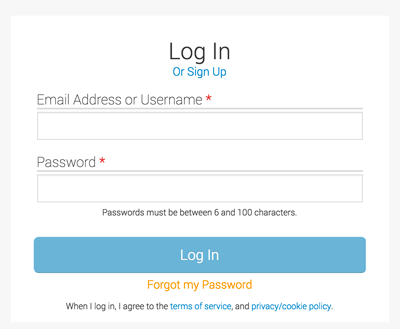 Log In
Or Sign Up
Email Address or Username *
Password *
Passwords must be between 6 and 100 characters.
Log In
Forgot my Password
When I log in, I agree to the terms of service, and privacy/cookie policy.